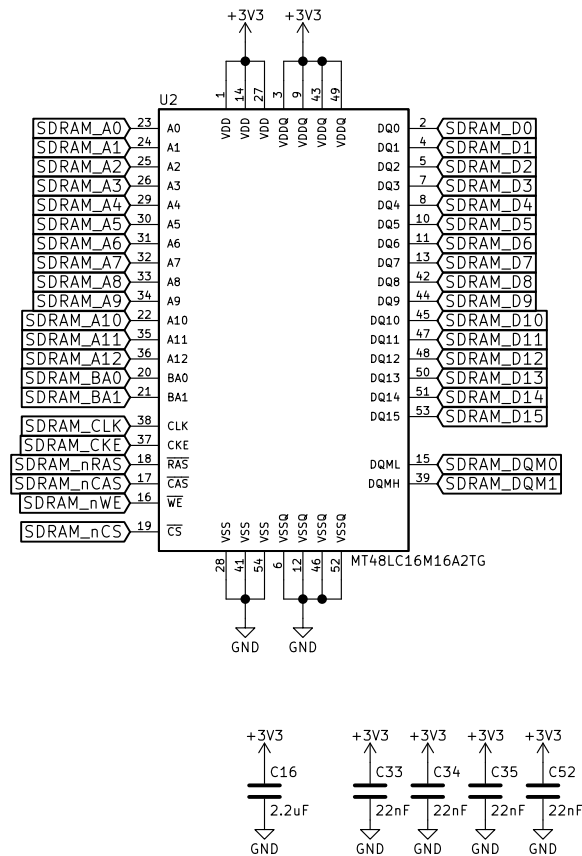 +3V3 +3V3
U2
1 14 27 3 9 43 49
VDD VDD VDD VDDQ VDDQ VDDQ VDDQ
SDRAM_A0 23 A0 DQ0 2 SDRAM_D0
SDRAM_A1 24 A1 DQ1 4 SDRAM_D1
SDRAM_A2 25 A2 DQ2 5 SDRAM_D2
SDRAM_A3 26 A3 DQ3 7 SDRAM_D3
SDRAM_A4 29 A4 DQ4 8 SDRAM_D4
SDRAM_A5 30 A5 DQ5 10 SDRAM_D5
SDRAM_A6 31 A6 DQ6 11 SDRAM_D6
SDRAM_A7 32 A7 DQ7 13 SDRAM_D7
SDRAM_A8 33 A8 DQ8 42 SDRAM_D8
SDRAM_A9 34 A9 DQ9 44 SDRAM_D9
SDRAM_A10 22 A10 DQ10 45 SDRAM_D10
SDRAM_A11 35 A11 DQ11 47 SDRAM_D11
SDRAM_A12 36 A12 DQ12 48 SDRAM_D12
SDRAM_BA0 20 BA0 DQ13 50 SDRAM_D13
SDRAM_BA1 21 BA1 DQ14 51 SDRAM_D14
DQ15 53 SDRAM_D15
SDRAM_CLK 38 CLK
SDRAM_CKE 37 CKE
SDRAM_nRAS 18 RAS DQML 15 SDRAM_DQM0
SDRAM_nCAS 17 CAS DQMH 39 SDRAM_DQM1
SDRAM_nWE 16 WE
SDRAM_nCS 19 CS
VSS VSS VSS VSSQ VSSQ VSSQ VSSQ
28 41 54 6 12 46 52
MT48LC16M16A2TG
GND GND
+3V3 +3V3 +3V3 +3V3 +3V3
C16 C33 C34 C35 C52
2.2uF 22nF 22nF 22nF 22nF
GND GND GND GND GND